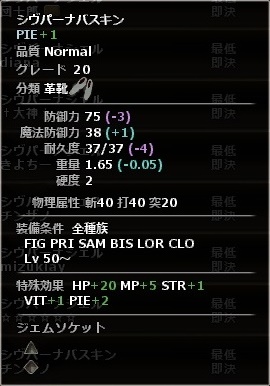 シヴパーナバスキン
PIE+1
品質 Normal
グレード 20
分類 革靴
防御力 75 (-3)
魔法防御力 38 (+1)
耐久度 37/37 (-4)
重量 1.65 (-0.05)
硬度 2
物理属性 斬40 打40 突20
装備条件 全種族
FIG PRI SAM BIS LOR CLO
Lv 50~
特殊効果 HP+20 MP+5 STR+1
VIT+1 PIE+2
ジェムソケット